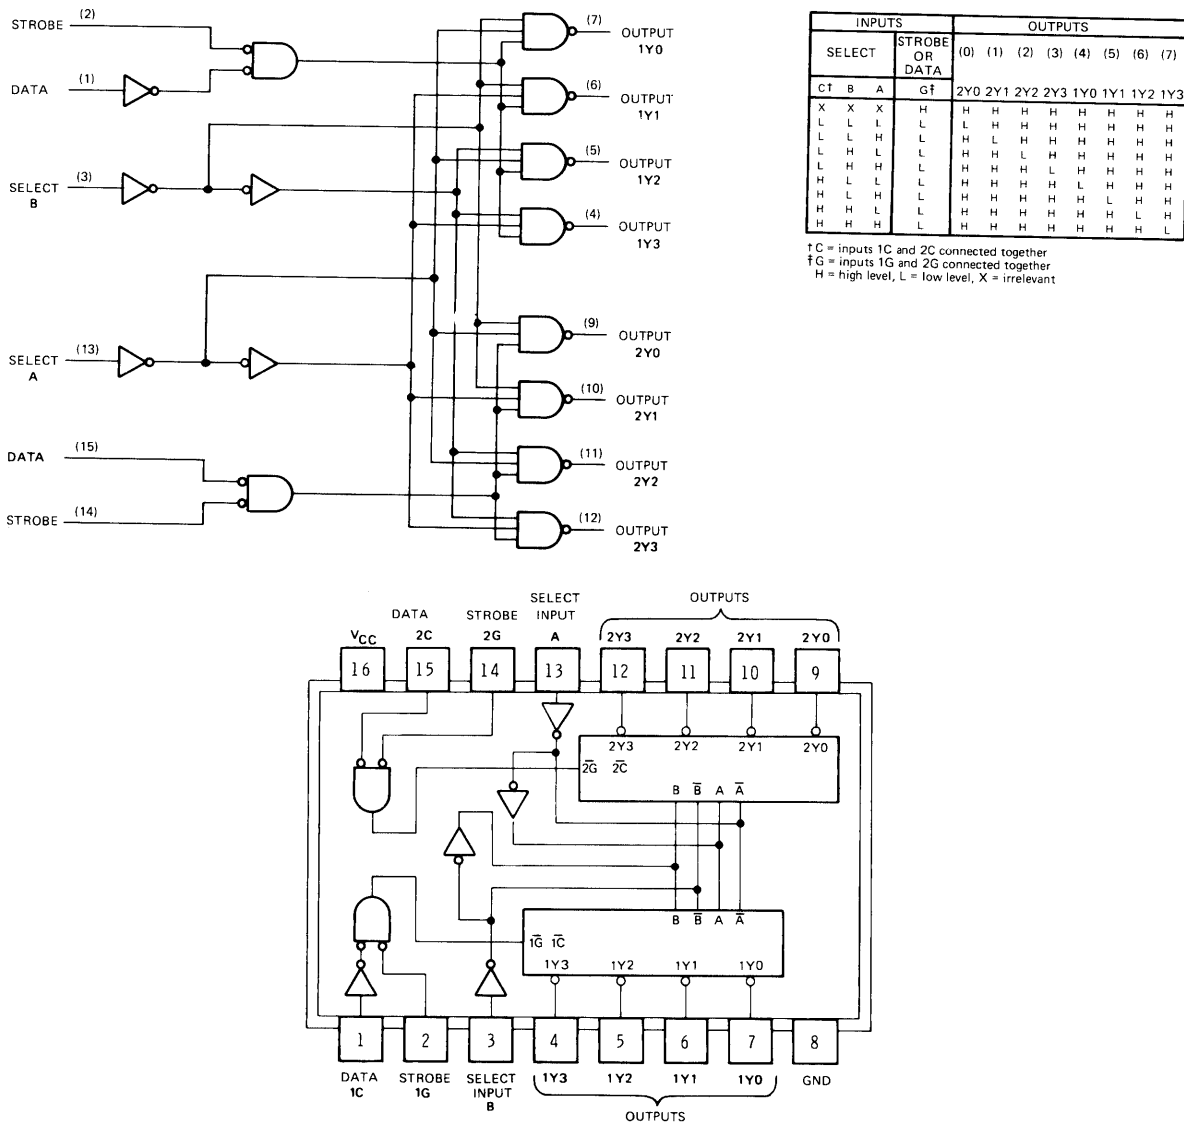 STROBE (2)
DATA (1)
SELECT B (3)
SELECT A (13)
DATA (15)
STROBE (14)
(7) OUTPUT 1Y0
(6) OUTPUT 1Y1
(5) OUTPUT 1Y2
(4) OUTPUT 1Y3
(9) OUTPUT 2Y0
(10) OUTPUT 2Y1
(11) OUTPUT 2Y2
(12) OUTPUT 2Y3
INPUTS OUTPUTS
SELECT STROBE OR DATA (0) (1) (2) (3) (4) (5) (6) (7)
C† B A G‡ 2Y0 2Y1 2Y2 2Y3 1Y0 1Y1 1Y2 1Y3
X X X H H H H H H H H H
L L L L L H H H H H H H
L L H L H L H H H H H H
L H L L H H L H H H H H
L H H L H H H L H H H H
H L L L H H H H L H H H
H L H L H H H H H L H H
H H L L H H H H H H L H
H H H L H H H H H H H L
† C = inputs 1C and 2C connected together
‡ G = inputs 1G and 2G connected together
H = high level, L = low level, X = irrelevant
DATA STROBE SELECT INPUT OUTPUTS
VCC 2C 2G A 2Y3 2Y2 2Y1 2Y0
16 15 14 13 12 11 10 9
2Y3 2Y2 2Y1 2Y0
2G̅ 2C̅
B B̅ A A̅
B B̅ A A̅
1G̅ 1C̅
1Y3 1Y2 1Y1 1Y0
1 2 3 4 5 6 7 8
DATA STROBE SELECT 1Y3 1Y2 1Y1 1Y0 GND
1C 1G INPUT
B
OUTPUTS